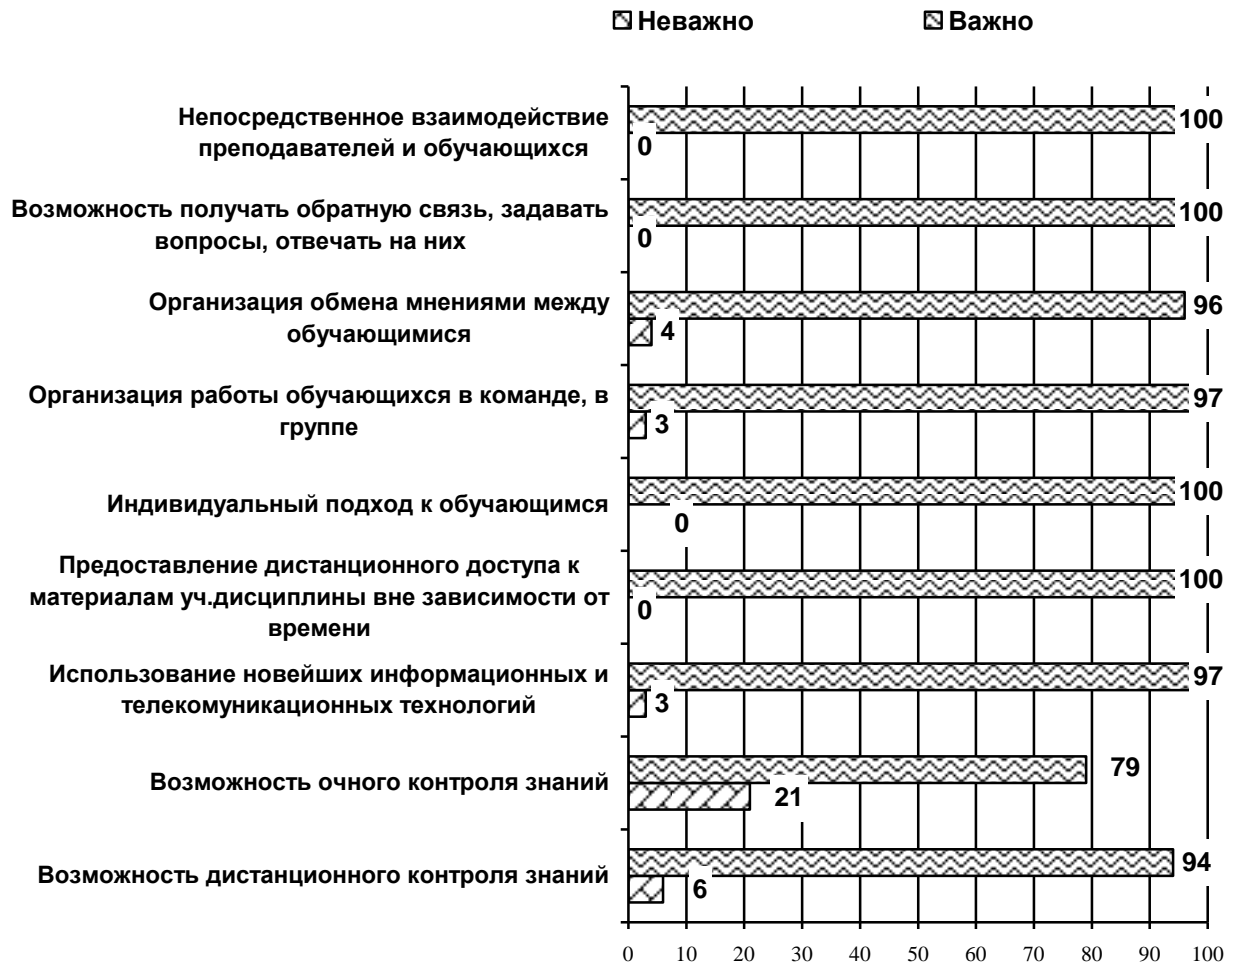 Неважно Важно
Непосредственное взаимодействие
преподавателей и обучающихся
100
0
Возможность получать обратную связь, задавать
вопросы, отвечать на них
100
0
Организация обмена мнениями между
обучающимися
96
4
Организация работы обучающихся в команде, в
группе
97
3
Индивидуальный подход к обучающимся
100
0
Предоставление дистанционного доступа к
материалам уч.дисциплины вне зависимости от
времени
100
0
Использование новейших информационных и
телекомуникационных технологий
97
3
Возможность очного контроля знаний
79
21
Возможность дистанционного контроля знаний
94
6
0 10 20 30 40 50 60 70 80 90 100